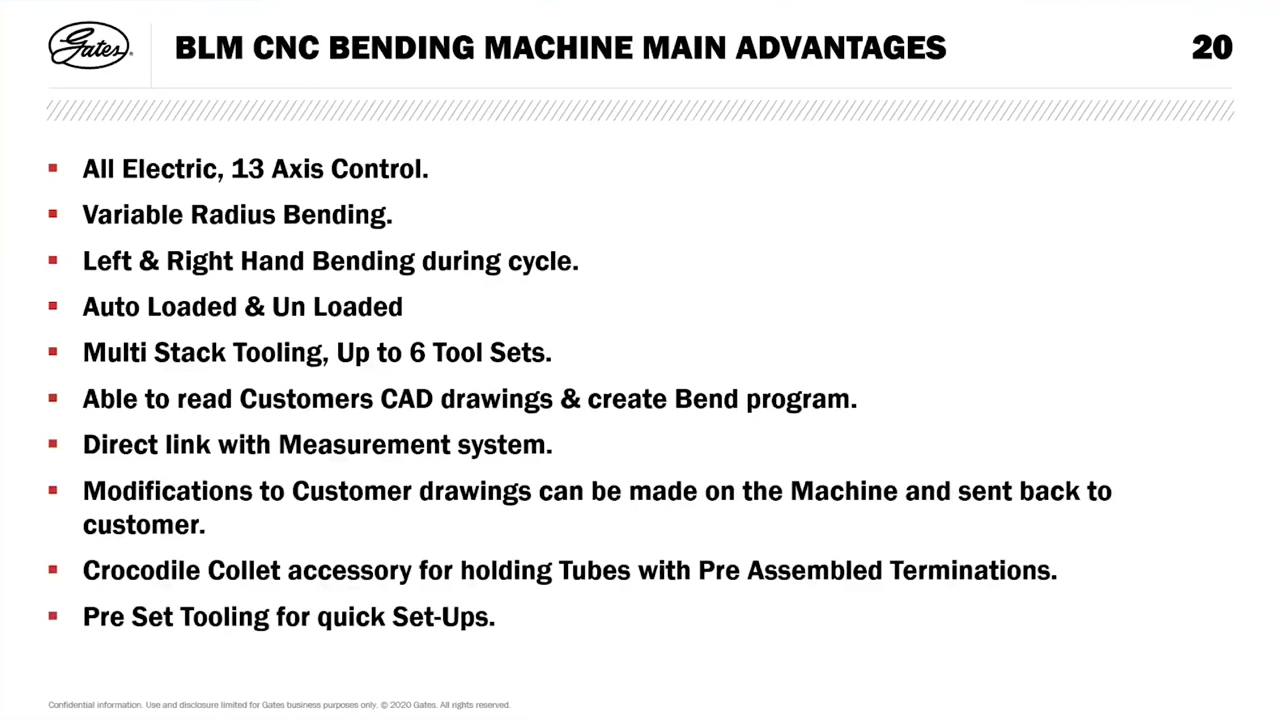 Gates
BLM CNC BENDING MACHINE MAIN ADVANTAGES
20
All Electric, 13 Axis Control.
Variable Radius Bending.
Left & Right Hand Bending during cycle.
Auto Loaded & Un Loaded
Multi Stack Tooling, Up to 6 Tool Sets.
Able to read Customers CAD drawings & create Bend program.
Direct link with Measurement system.
Modifications to Customer drawings can be made on the Machine and sent back to
customer.
Crocodile Collet accessory for holding Tubes with Pre Assembled Terminations.
Pre Set Tooling for quick Set-Ups.
Confidential information. Use and disclosure limited for Gates business purposes only. © 2020 Gates. All rights reserved.